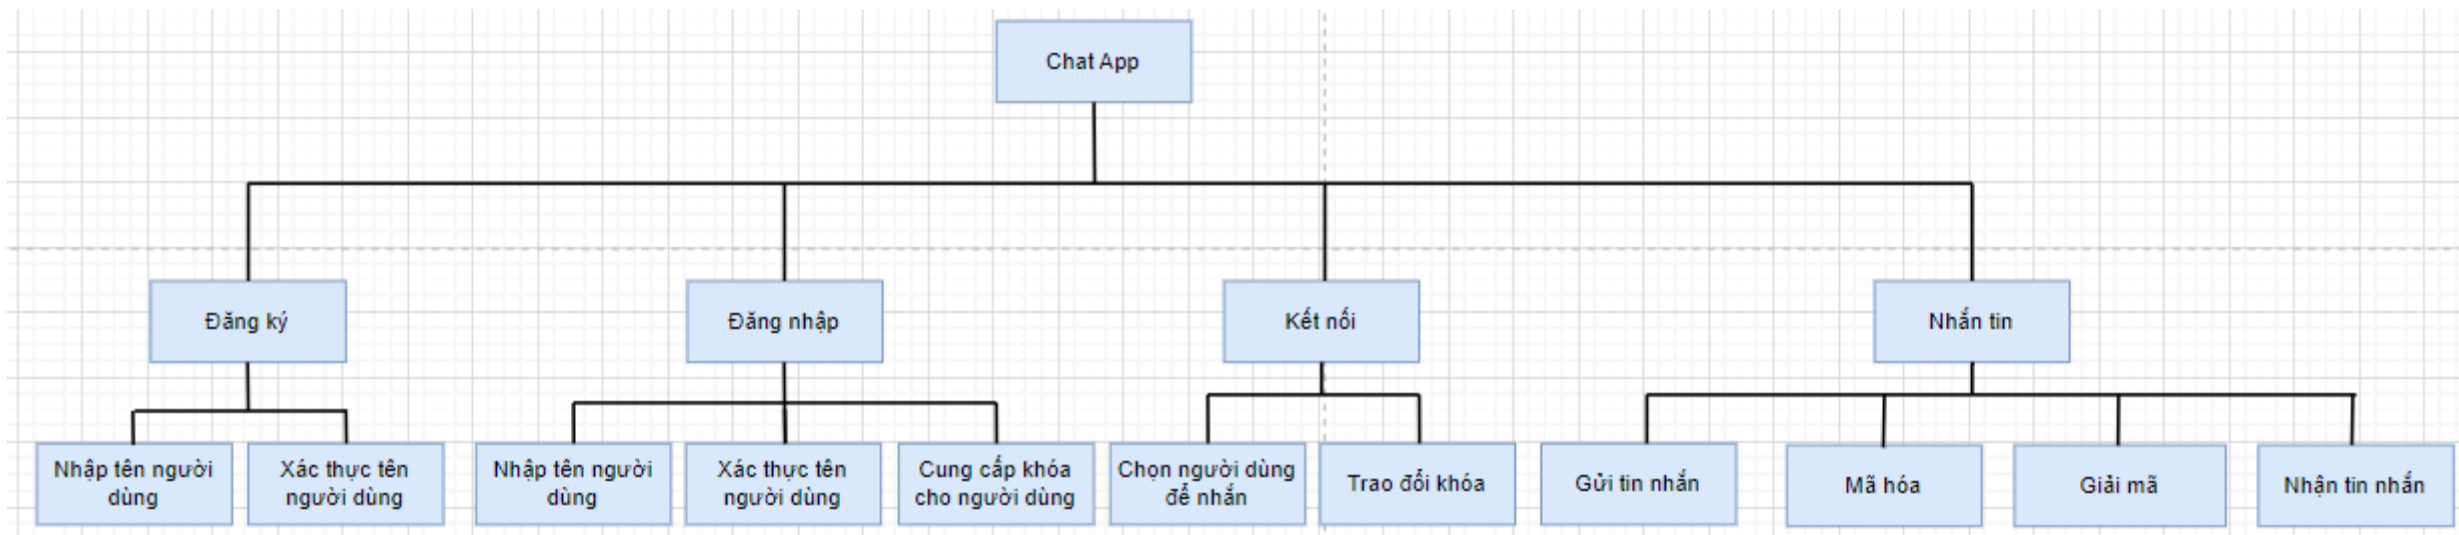 Chat App
Đăng ký
Đăng nhập
Kết nối
Nhắn tin
Nhập tên người
dùng
Xác thực tên
người dùng
Nhập tên người
dùng
Xác thực tên
người dùng
Cung cấp khóa
cho người dùng
Chọn người dùng
để nhắn
Trao đổi khóa
Gửi tin nhắn
Mã hóa
Giải mã
Nhận tin nhắn